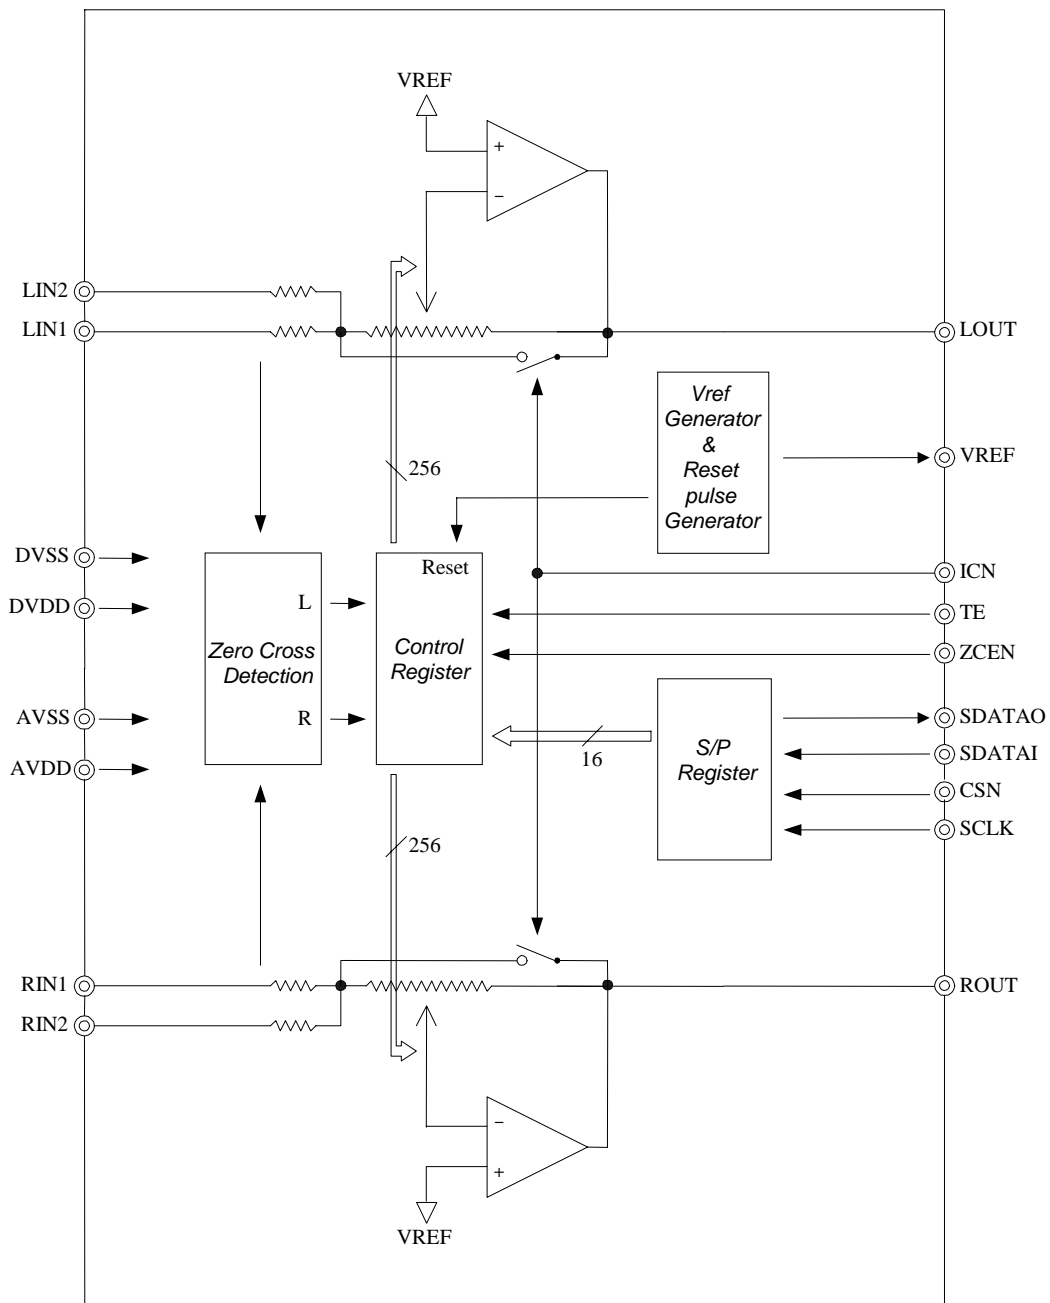 VREF
+
−
LIN2
LIN1
LOUT
Vref
Generator
&
Reset
pulse
Generator
VREF
256
DVSS
DVDD
AVSS
AVDD
L
Zero Cross
Detection
R
Reset
Control
Register
ICN
TE
ZCEN
16
S/P
Register
SDATAO
SDATAI
CSN
SCLK
256
RIN1
RIN2
ROUT
−
+
VREF